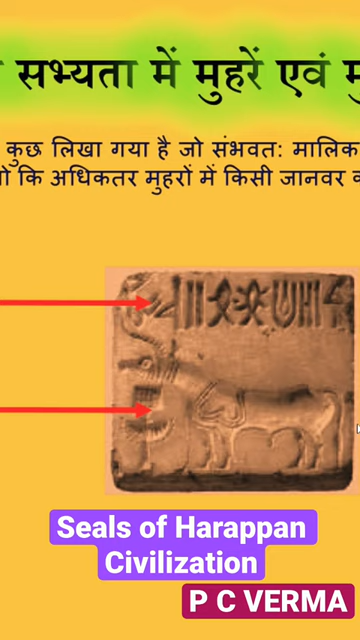 सभ्यता में मुहरें एवं
कुछ लिखा गया है जो संभवत: मालिक
कि अधिकतर मुहरों में किसी जानवर
Seals of Harappan
Civilization
P C VERMA